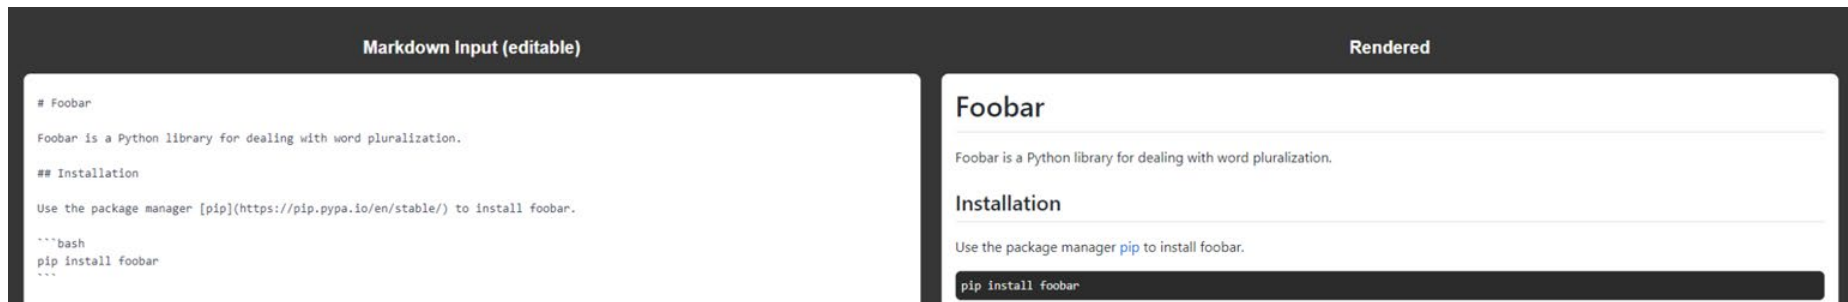 Markdown Input (editable)
# Foobar
Foobar is a Python library for dealing with word pluralization.
## Installation
Use the package manager [pip](https://pip.pypa.io/en/stable/) to install foobar.
```bash
pip install foobar
```
Rendered
Foobar
Foobar is a Python library for dealing with word pluralization.
Installation
Use the package manager pip to install foobar.
pip install foobar